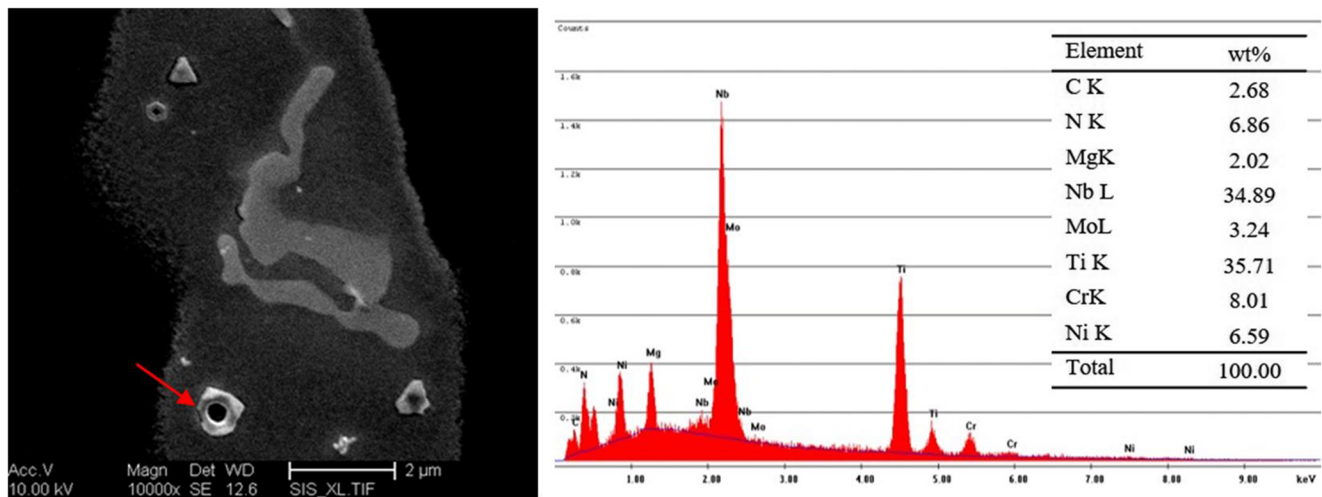 Acc.V Magn Det WD 2 µm
10.00 kV 10000x SE 12.6 SIS_XL.TIF
Counts
1.6k
1.4k
1.2k
1.0k
0.8k
0.6k
0.4k
Nb
Mo
Ti
Mg
Ni
N
Mo
Nb
Ni
C
Nb
Mo
Ti
Cr
Cr
Ni
Ni
1.00 2.00 3.00 4.00 5.00 6.00 7.00 8.00 9.00 keV
Element wt%
C K 2.68
N K 6.86
MgK 2.02
Nb L 34.89
MoL 3.24
Ti K 35.71
CrK 8.01
Ni K 6.59
Total 100.00